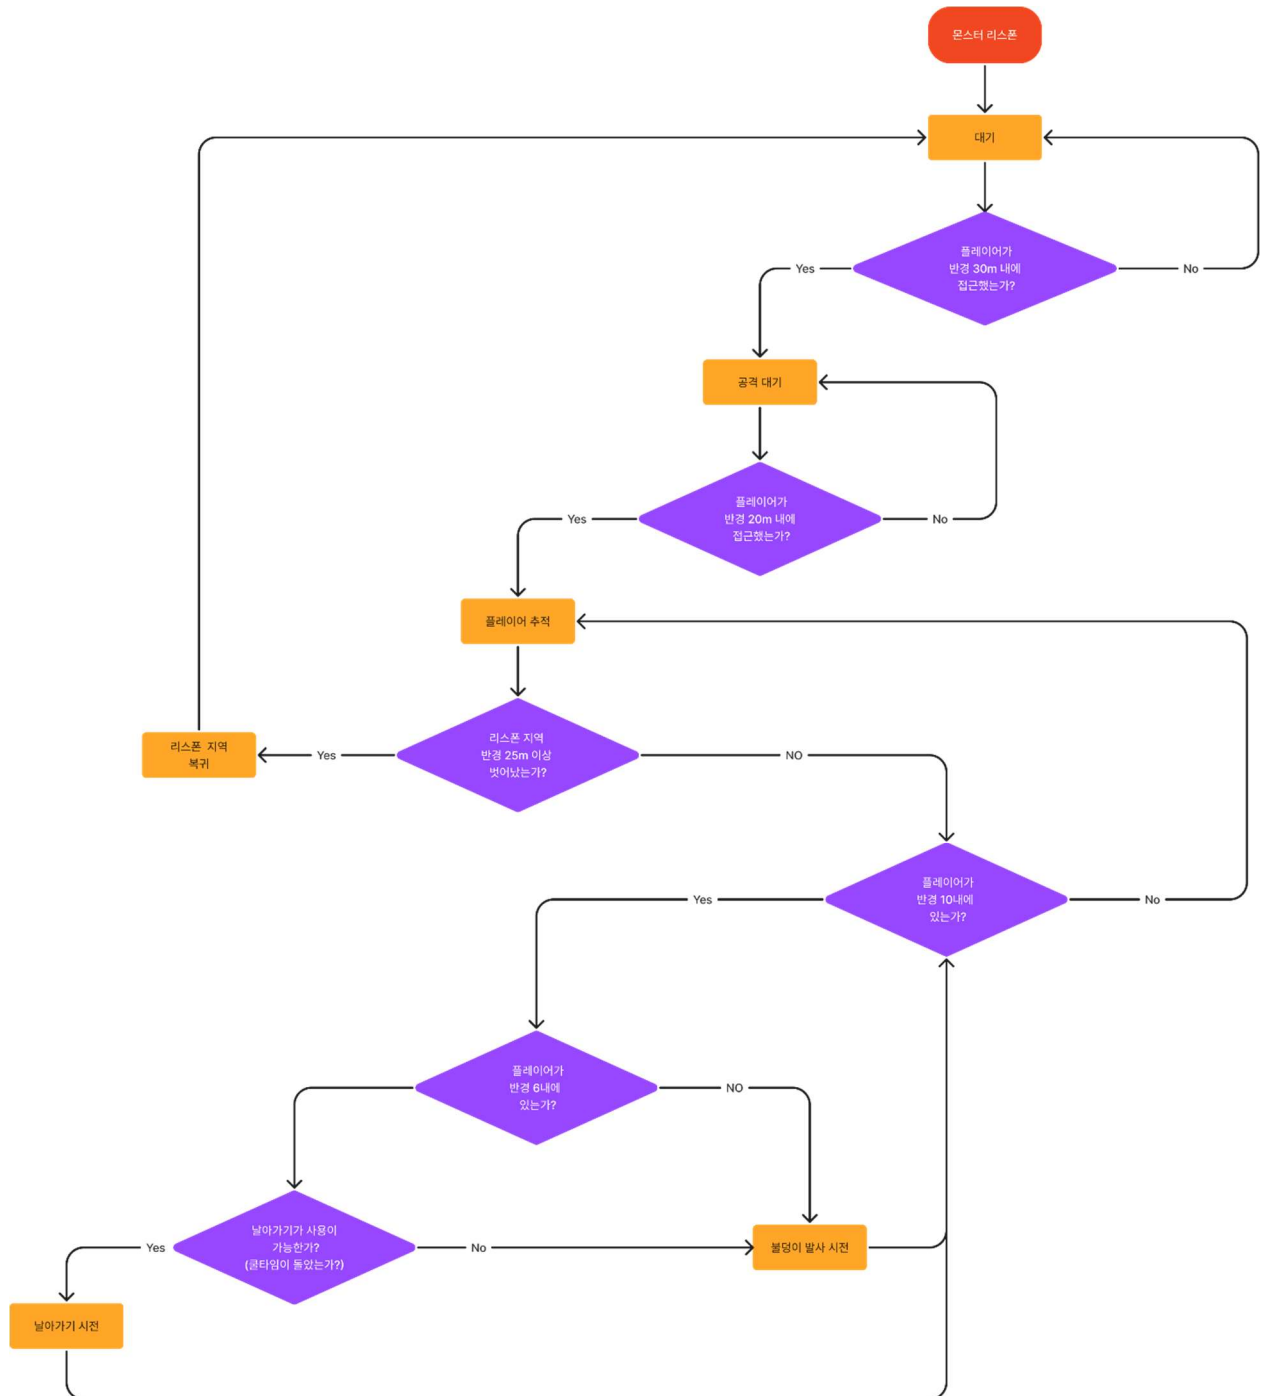 몬스터 리스폰
대기
플레이어가
반경 30m 내에
접근했는가?
Yes
No
공격 대기
플레이어가
반경 20m 내에
접근했는가?
Yes
No
플레이어 추적
리스폰 지역
반경 25m 이상
벗어났는가?
Yes
NO
리스폰 지역
복귀
플레이어가
반경 10내에
있는가?
Yes
No
플레이어가
반경 6내에
있는가?
NO
날아가기가 사용이
가능한가?
(쿨타임이 돌았는가?)
Yes
No
불덩이 발사 시전
날아가기 시전